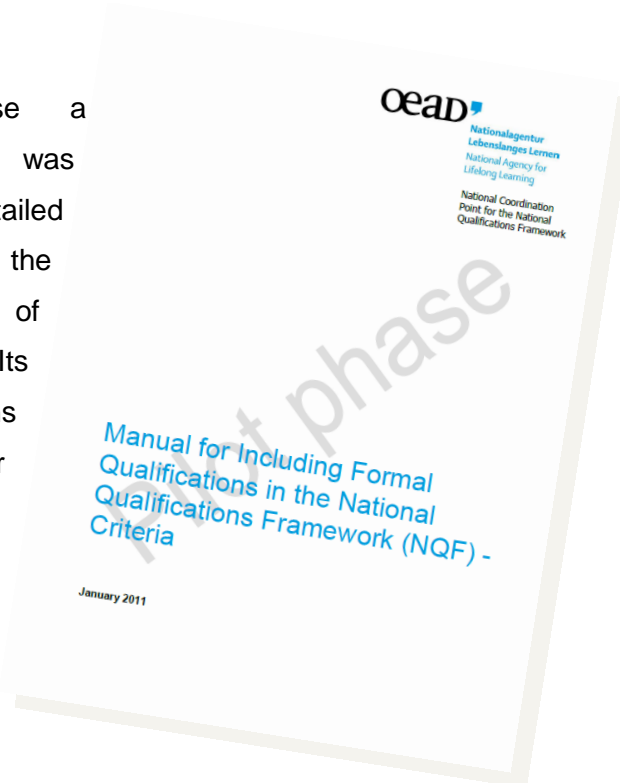 se a
was
tailed
the
of
lts
ns
r
OEAD
Nationalagentur
Lebenslanges Lernen
National Agency for
Lifelong Learning
National Coordination
Point for the National
Qualifications Framework
Pilot phase
Manual for Including Formal
Qualifications in the National
Qualifications Framework (NQF) -
Criteria
January 2011